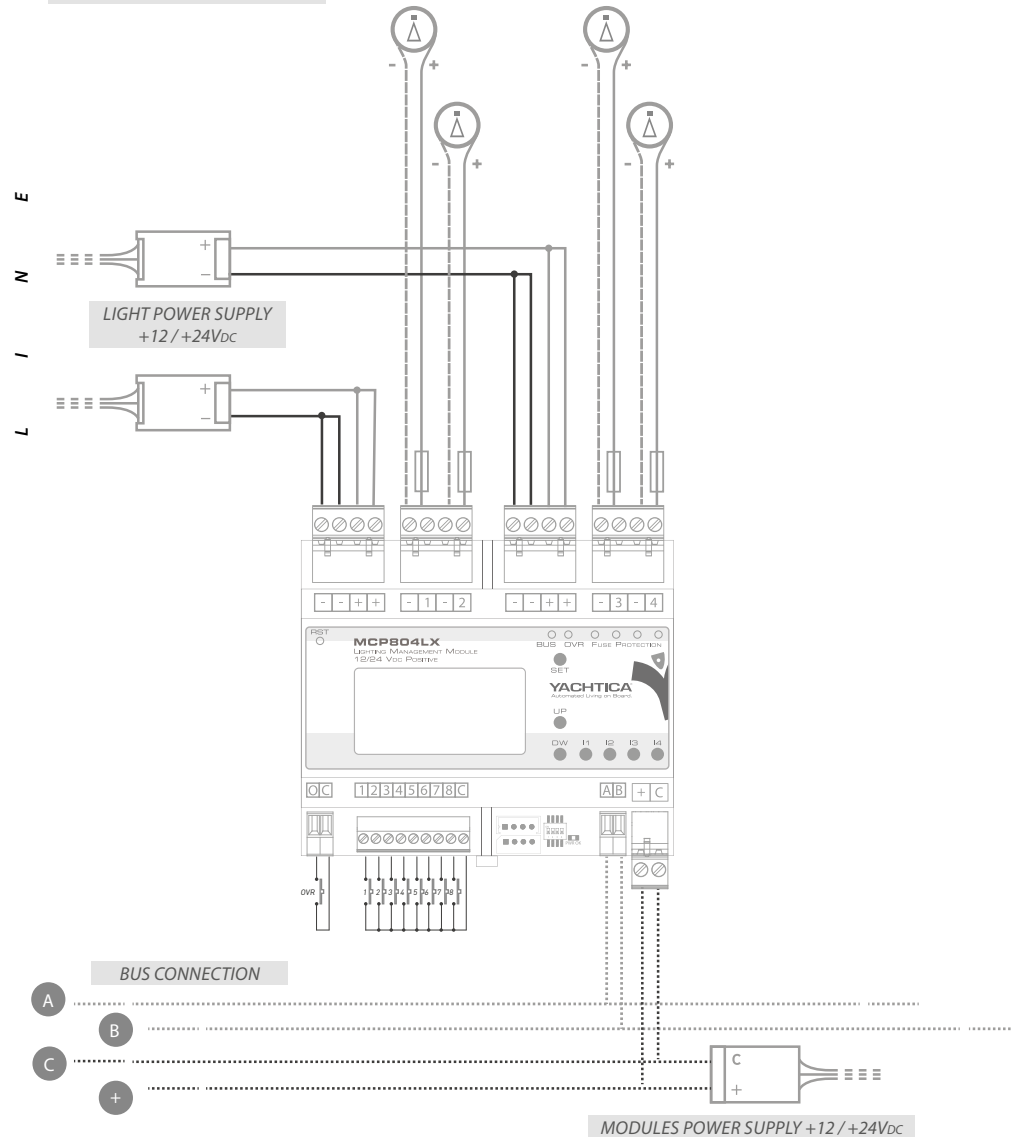 - + - +
- + - +
L I N E
+
−
LIGHT POWER SUPPLY
+12 / +24VDC
+
−
- - + + - 1 - 2 - - + + - 3 - 4
RST
MCP804LX
LIGHTING MANAGEMENT MODULE
12/24 VDC POSITIVE
BUS OVR FUSE PROTECTION
SET
YACHTICA
Automated Living on Board
UP
DW I1 I2 I3 I4
O C 1 2 3 4 5 6 7 8 C A B + C
OVR 1 2 3 4 5 6 7 8
BUS CONNECTION
A
B
C
+
C
+
MODULES POWER SUPPLY +12 / +24VDC